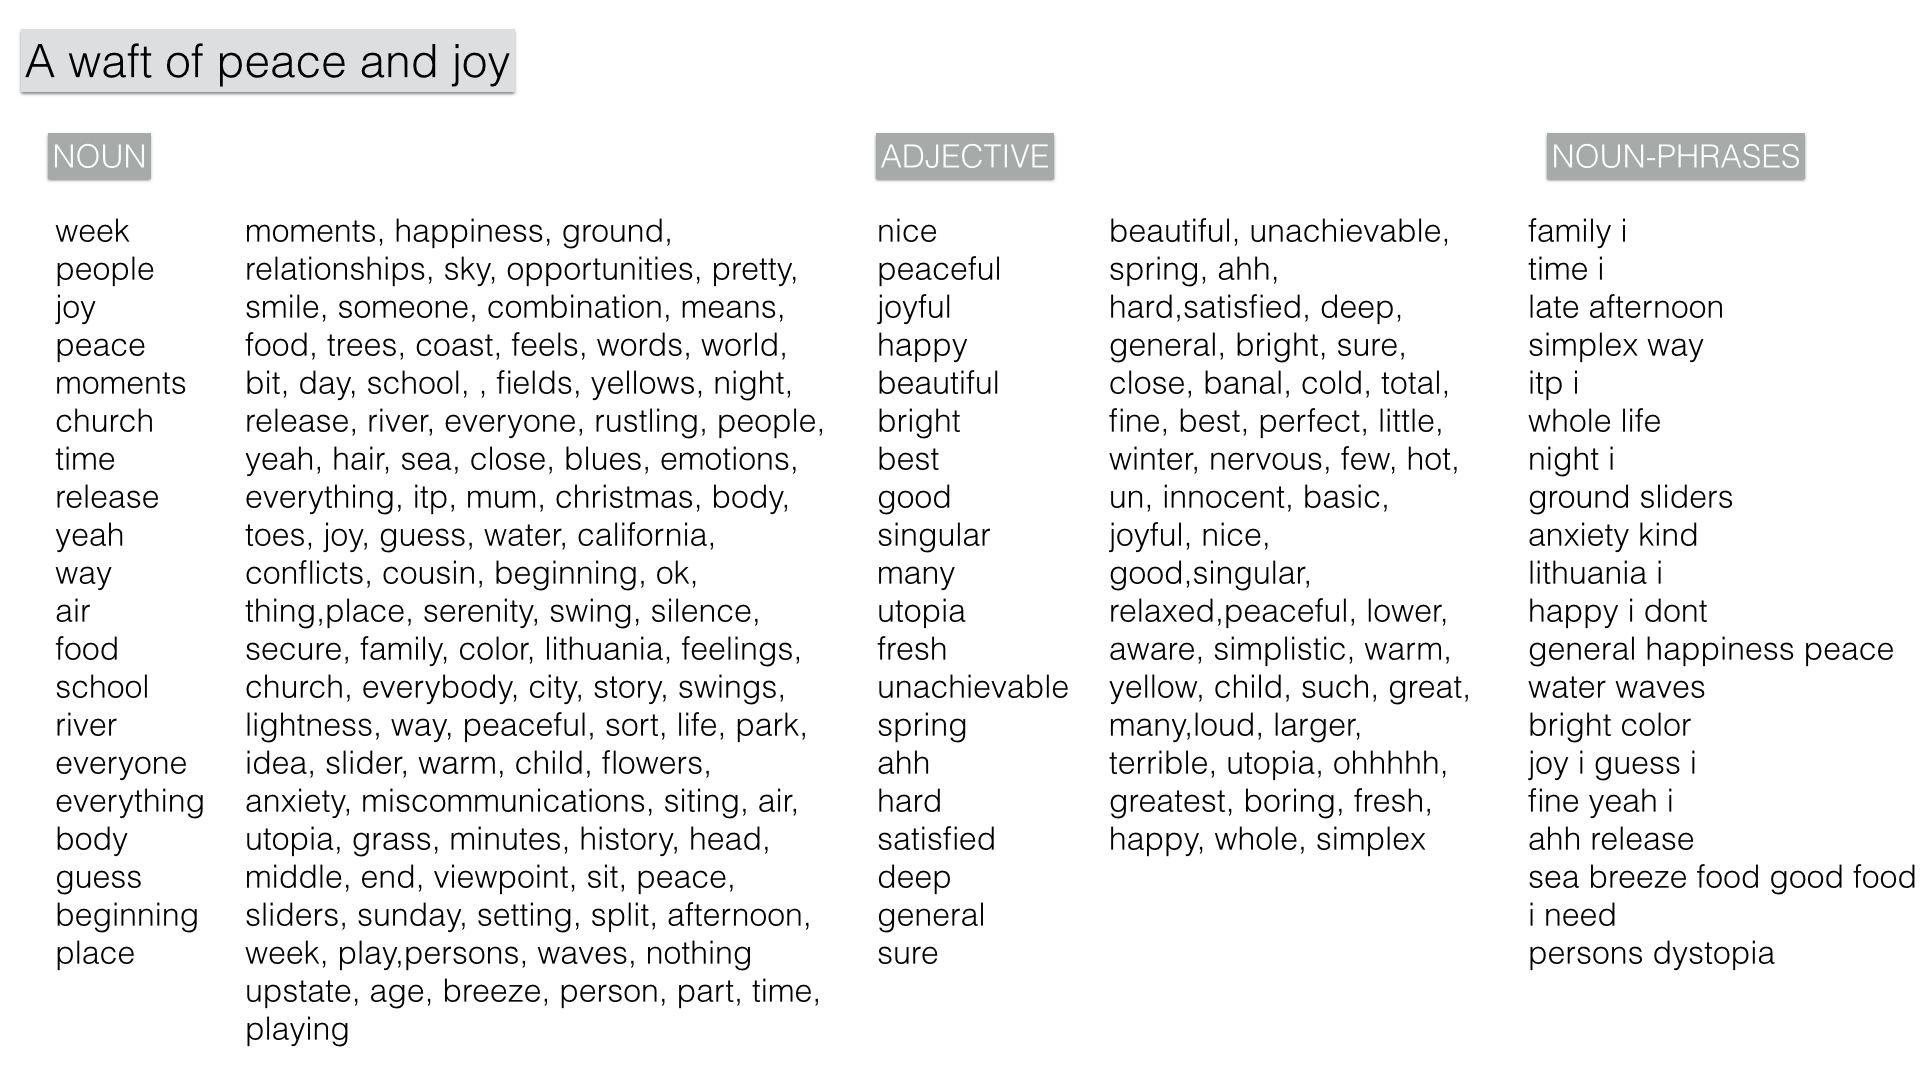 A waft of peace and joy
NOUN
week
people
joy
peace
moments
church
time
release
yeah
way
air
food
school
river
everyone
everything
body
guess
beginning
place
moments, happiness, ground,
relationships, sky, opportunities, pretty,
smile, someone, combination, means,
food, trees, coast, feels, words, world,
bit, day, school, , fields, yellows, night,
release, river, everyone, rustling, people,
yeah, hair, sea, close, blues, emotions,
everything, itp, mum, christmas, body,
toes, joy, guess, water, california,
conflicts, cousin, beginning, ok,
thing,place, serenity, swing, silence,
secure, family, color, lithuania, feelings,
church, everybody, city, story, swings,
lightness, way, peaceful, sort, life, park,
idea, slider, warm, child, flowers,
anxiety, miscommunications, siting, air,
utopia, grass, minutes, history, head,
middle, end, viewpoint, sit, peace,
sliders, sunday, setting, split, afternoon,
week, play,persons, waves, nothing
upstate, age, breeze, person, part, time,
playing
ADJECTIVE
nice
peaceful
joyful
happy
beautiful
bright
best
good
singular
many
utopia
fresh
unachievable
spring
ahh
hard
satisfied
deep
general
sure
beautiful, unachievable,
spring, ahh,
hard,satisfied, deep,
general, bright, sure,
close, banal, cold, total,
fine, best, perfect, little,
winter, nervous, few, hot,
un, innocent, basic,
joyful, nice,
good,singular,
relaxed,peaceful, lower,
aware, simplistic, warm,
yellow, child, such, great,
many,loud, larger,
terrible, utopia, ohhhhh,
greatest, boring, fresh,
happy, whole, simplex
NOUN-PHRASES
family i
time i
late afternoon
simplex way
itp i
whole life
night i
ground sliders
anxiety kind
lithuania i
happy i dont
general happiness peace
water waves
bright color
joy i guess i
fine yeah i
ahh release
sea breeze food good food
i need
persons dystopia